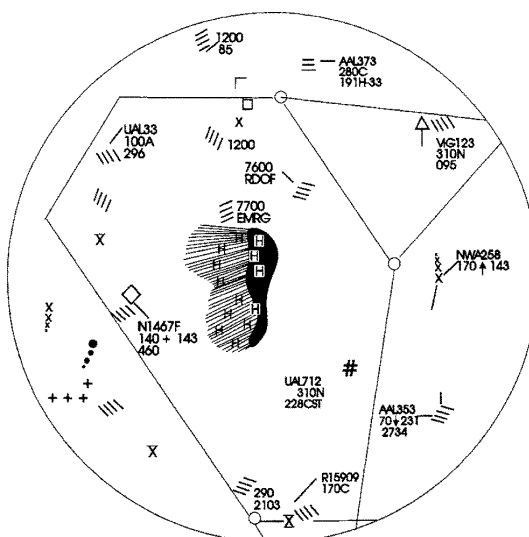 1200
85
AAL373
280C
191H-33
UAL33
100A
296
X
1200
VIG123
310N
095
7600
RDOF
7700
EMRG
H
H
H
H
H
H
H
H
H
H
H
H
X
NWA258
170 ↑ 143
X
X
X
X
X
N1467F
140 + 143
460
UAL712
310N
228CST
#
AAL353
70 ↓ 231
2734
+
+ + +
X
290
2103
R15909
170C
X